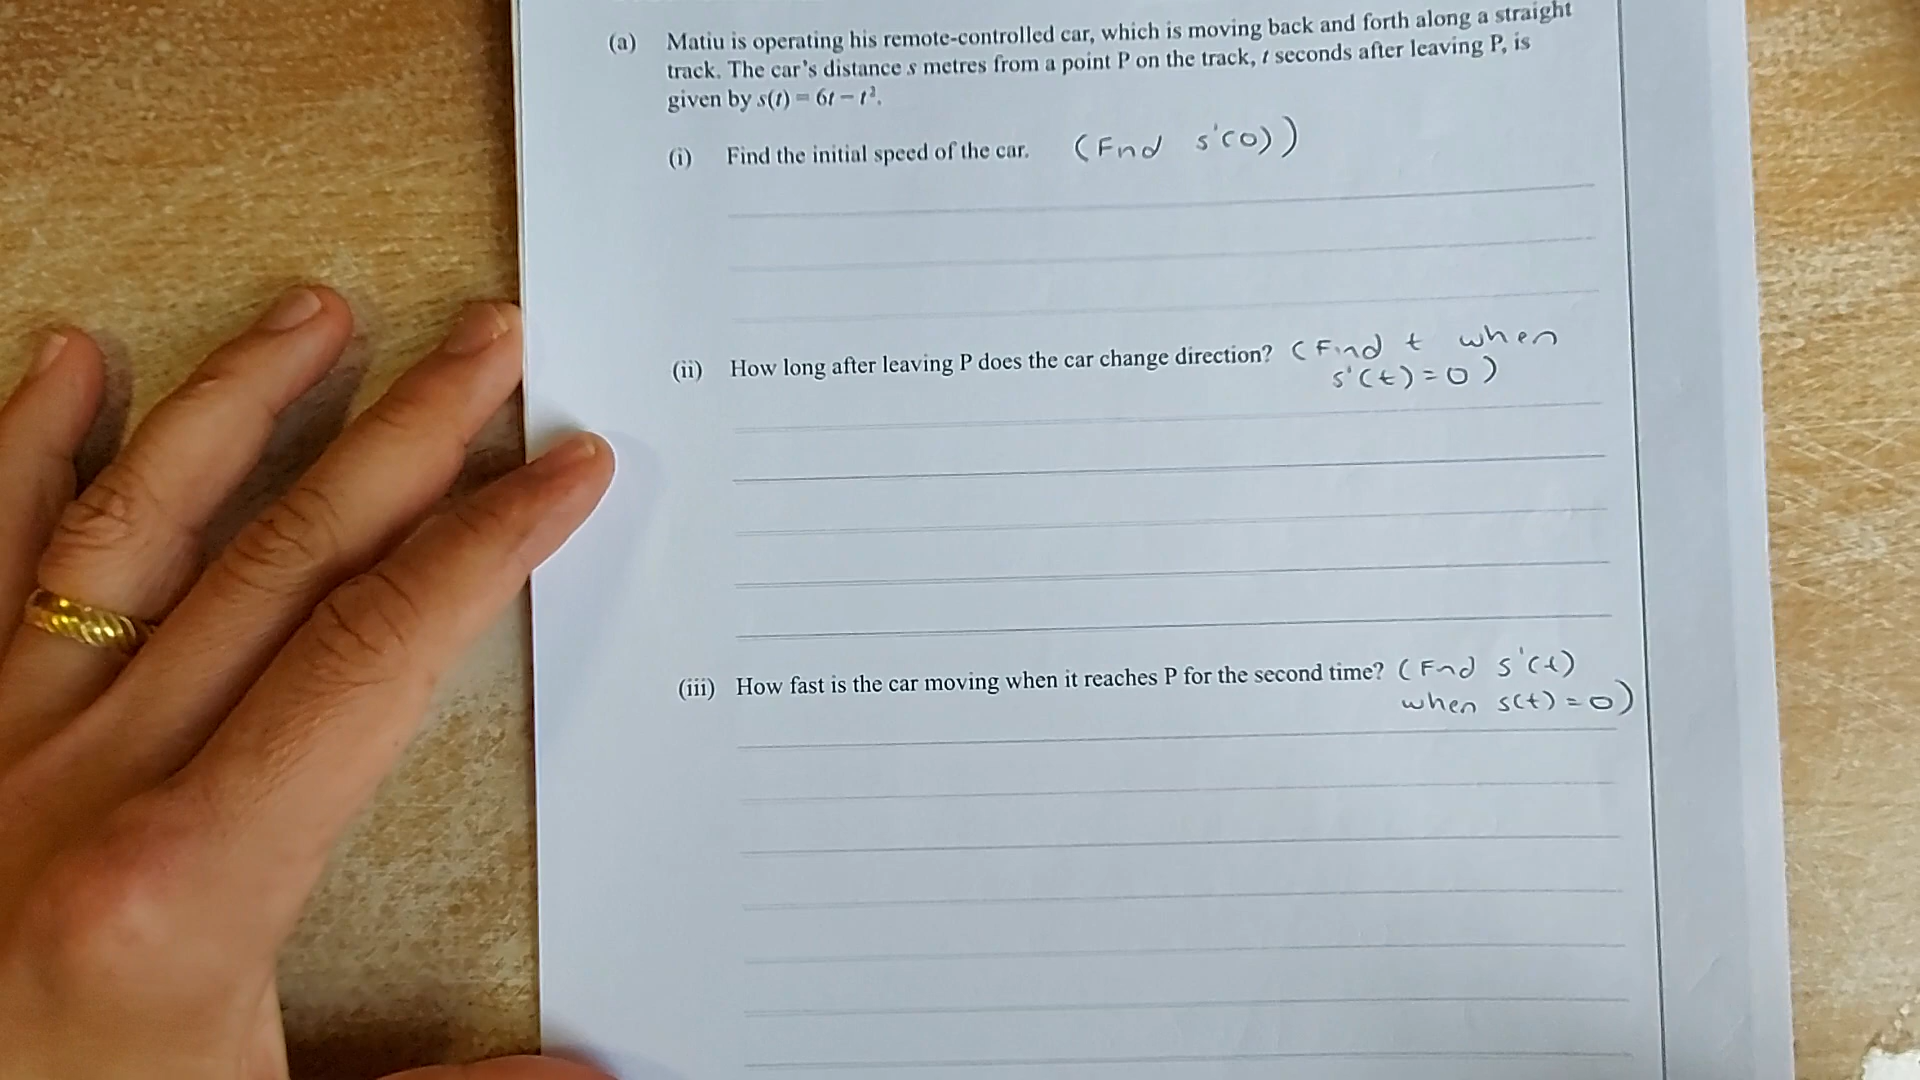 (a) Matiu is operating his remote-controlled car, which is moving back and forth along a straight
track. The car's distance s metres from a point P on the track, t seconds after leaving P, is
given by s(t) = 6t – t².
(i) Find the initial speed of the car. (Fnd s'(0))
(ii) How long after leaving P does the car change direction? (Find t when
s'(t)=0)
(iii) How fast is the car moving when it reaches P for the second time? (Fnd s'(t)
when s(t)=0)